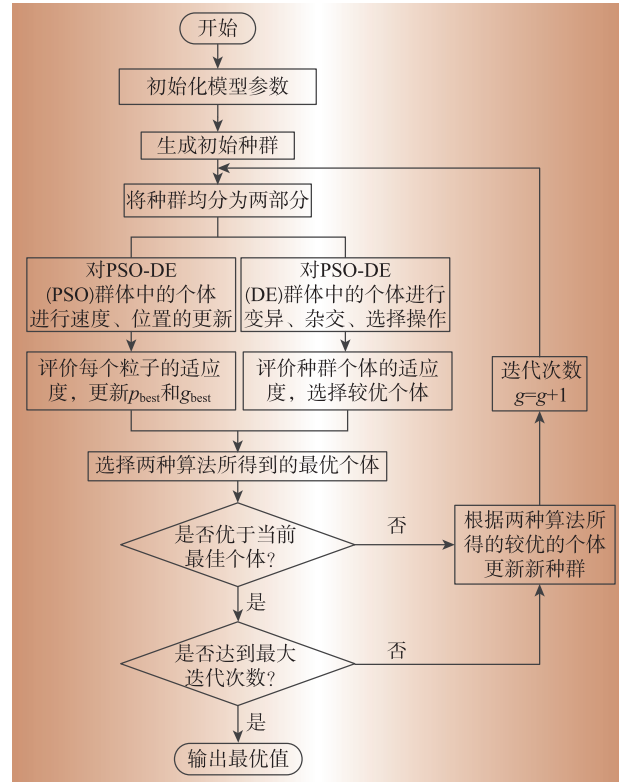 开始
初始化模型参数
生成初始种群
将种群均分为两部分
对PSO-DE
(PSO)群体中的个体
进行速度、位置的更新
对PSO-DE
(DE)群体中的个体进行
变异、杂交、选择操作
评价每个粒子的适应
度，更新pbest和gbest
评价种群个体的适应
度，选择较优个体
迭代次数
g=g+1
选择两种算法所得到的最优个体
是否优于当前
最佳个体？
否
根据两种算法所
得的较优的个体
更新新种群
是
是否达到最大
迭代次数？
否
是
输出最优值